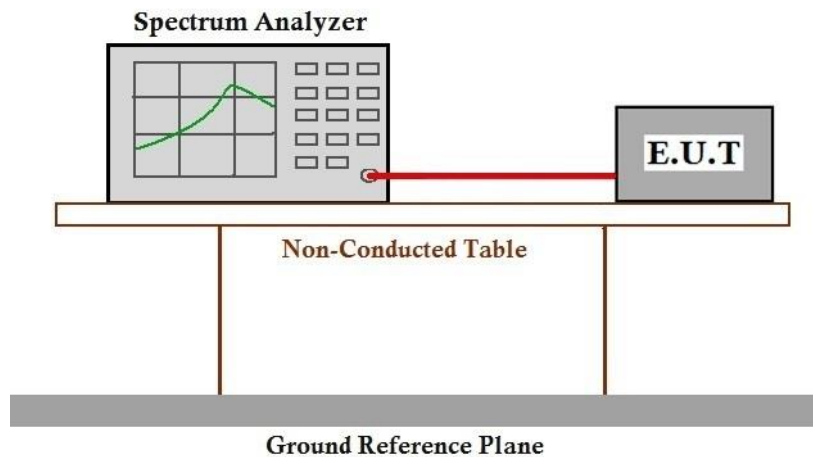 Spectrum Analyzer
E.U.T
Non-Conducted Table
Ground Reference Plane